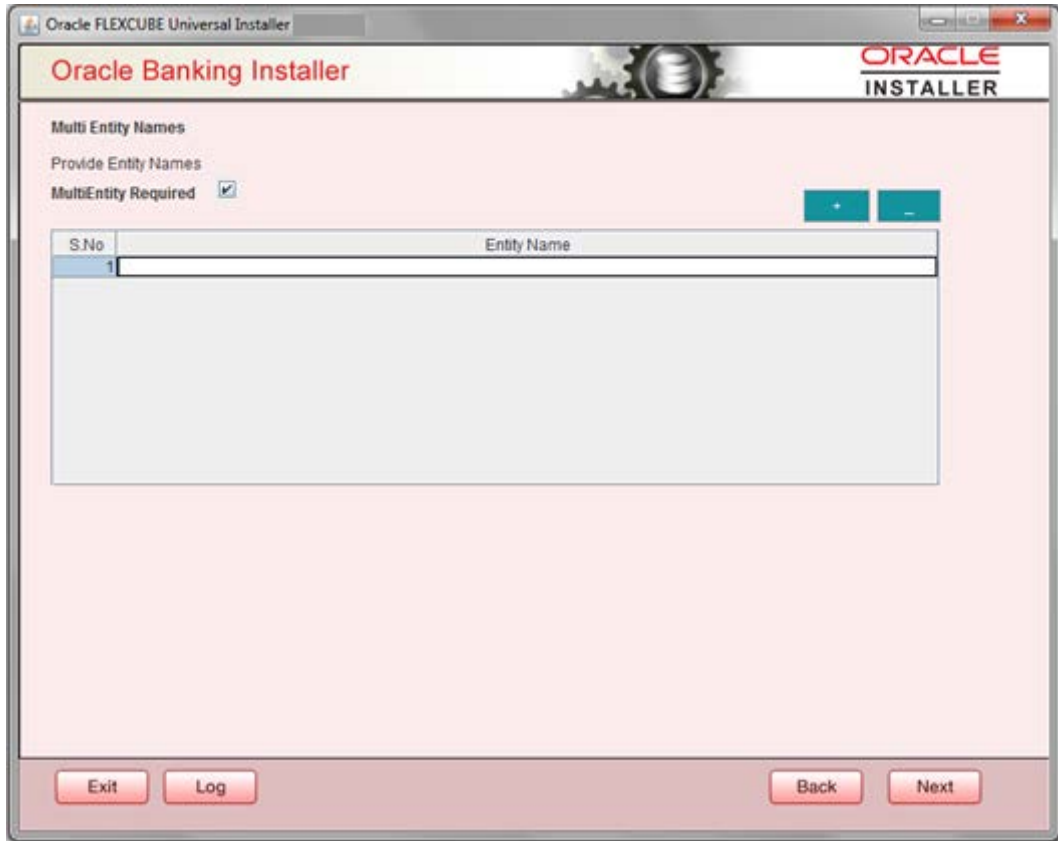 Oracle FLEXCUBE Universal Installer
Oracle Banking Installer
ORACLE
INSTALLER
Multi Entity Names
Provide Entity Names
MultiEntity Required
+ _
S.No Entity Name
1
Exit Log Back Next